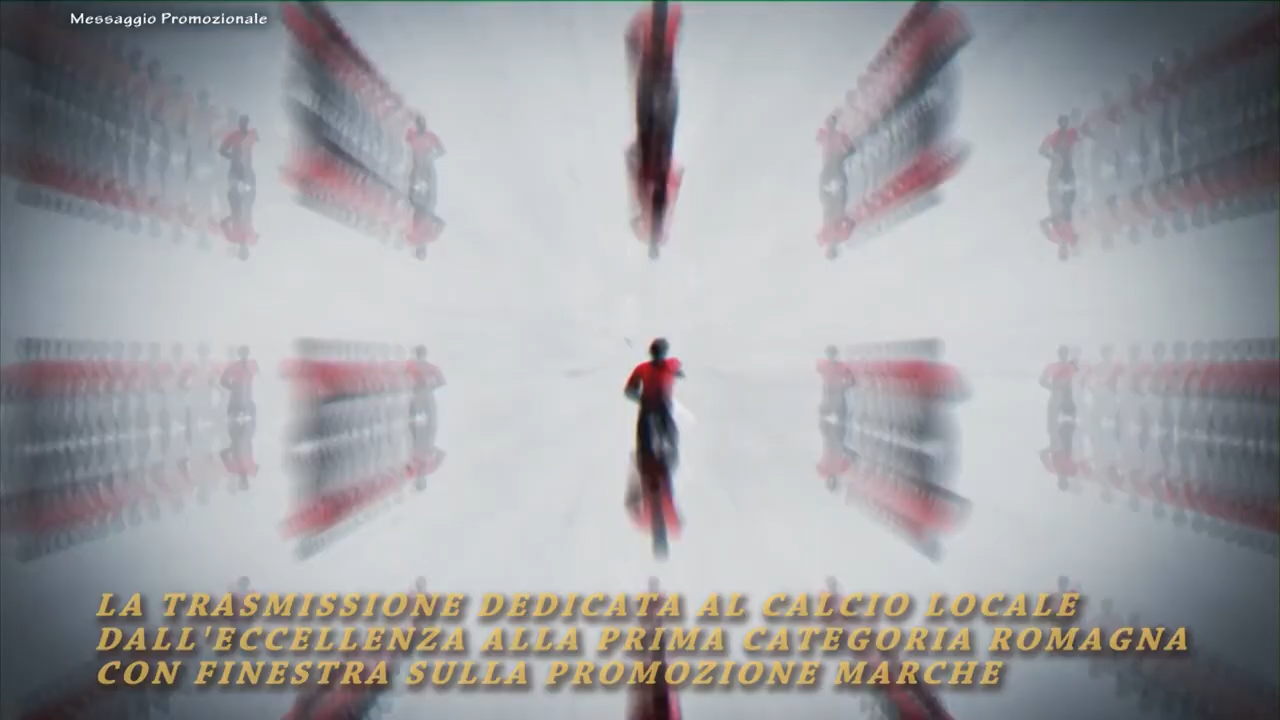 Messaggio Promozionale
LA TRASMISSIONE DEDICATA AL CALCIO LOCALE
DALL'ECCELLENZA ALLA PRIMA CATEGORIA ROMAGNA
CON FINESTRA SULLA PROMOZIONE MARCHE